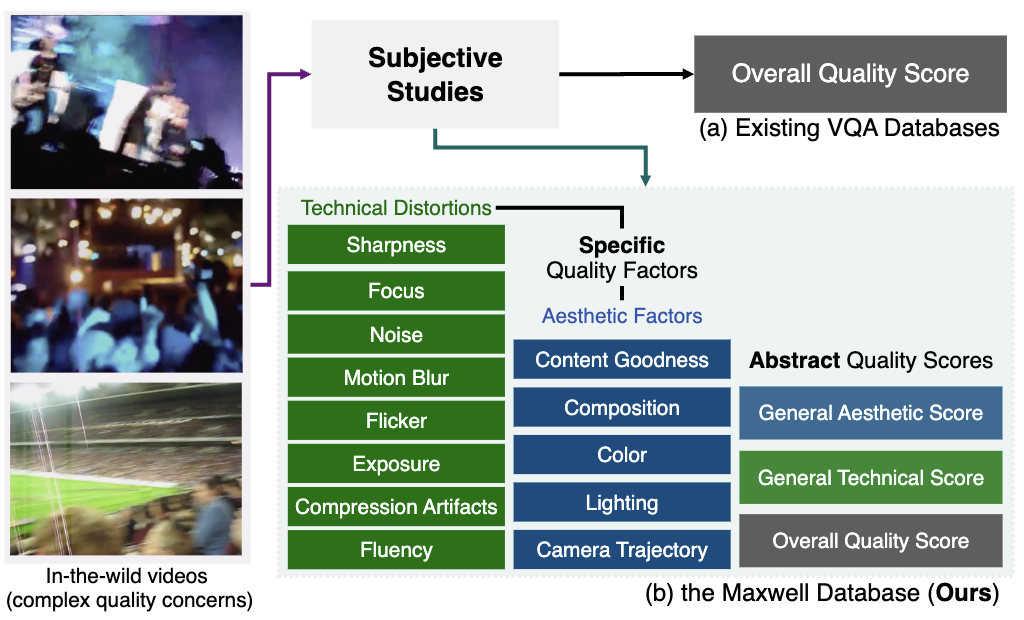 Subjective
Studies
Overall Quality Score
(a) Existing VQA Databases
Technical Distortions
Sharpness
Focus
Noise
Motion Blur
Flicker
Exposure
Compression Artifacts
Fluency
Specific
Quality Factors
Aesthetic Factors
Content Goodness
Composition
Color
Lighting
Camera Trajectory
Abstract Quality Scores
General Aesthetic Score
General Technical Score
Overall Quality Score
In-the-wild videos
(complex quality concerns)
(b) the Maxwell Database (Ours)